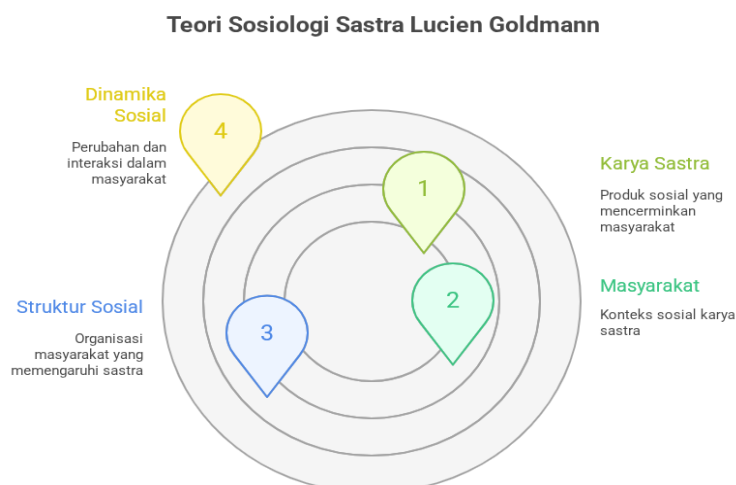 Teori Sosiologi Sastra Lucien Goldmann
Dinamika
Sosial
Perubahan dan
interaksi dalam
masyarakat
4
1
Karya Sastra
Produk sosial yang
mencerminkan
masyarakat
2
Masyarakat
Konteks sosial karya
sastra
Struktur Sosial
Organisasi
masyarakat yang
memengaruhi sastra
3